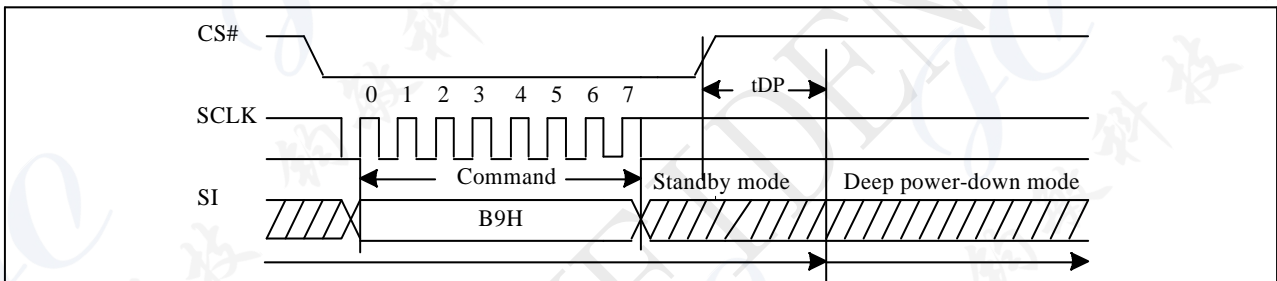 CS#
tDP
0 1 2 3 4 5 6 7
SCLK
Command
Standby mode
Deep power-down mode
SI
B9H